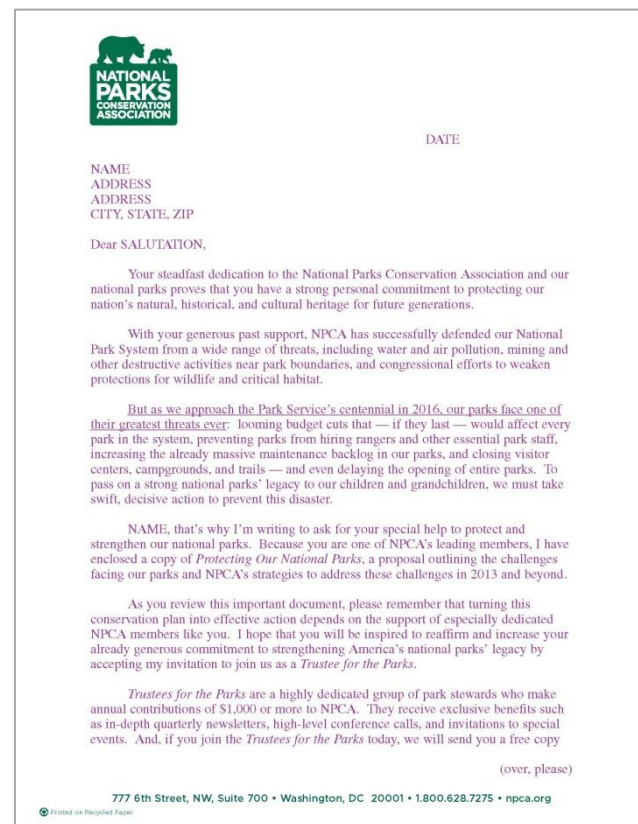 NATIONAL
PARKS
CONSERVATION
ASSOCIATION
DATE
NAME
ADDRESS
ADDRESS
CITY, STATE, ZIP
Dear SALUTATION,
Your steadfast dedication to the National Parks Conservation Association and our
national parks proves that you have a strong personal commitment to protecting our
nation’s natural, historical, and cultural heritage for future generations.
With your generous past support, NPCA has successfully defended our National
Park System from a wide range of threats, including water and air pollution, mining and
other destructive activities near park boundaries, and congressional efforts to weaken
protections for wildlife and critical habitat.
But as we approach the Park Service’s centennial in 2016, our parks face one of
their greatest threats ever:  looming budget cuts that — if they last — would affect every
park in the system, preventing parks from hiring rangers and other essential park staff,
increasing the already massive maintenance backlog in our parks, and closing visitor
centers, campgrounds, and trails — and even delaying the opening of entire parks.  To
pass on a strong national parks’ legacy to our children and grandchildren, we must take
swift, decisive action to prevent this disaster.
NAME, that’s why I’m writing to ask for your special help to protect and
strengthen our national parks.  Because you are one of NPCA’s leading members, I have
enclosed a copy of Protecting Our National Parks, a proposal outlining the challenges
facing our parks and NPCA’s strategies to address these challenges in 2013 and beyond.
As you review this important document, please remember that turning this
conservation plan into effective action depends on the support of especially dedicated
NPCA members like you.  I hope that you will be inspired to reaffirm and increase your
already generous commitment to strengthening America’s national parks’ legacy by
accepting my invitation to join us as a Trustee for the Parks.
Trustees for the Parks are a highly dedicated group of park stewards who make
annual contributions of $1,000 or more to NPCA.  They receive exclusive benefits such
as in-depth quarterly newsletters, high-level conference calls, and invitations to special
events.  And, if you join the Trustees for the Parks today, we will send you a free copy
(over, please)
777 6th Street, NW, Suite 700 • Washington, DC  20001 • 1.800.628.7275 • npca.org
Printed on Recycled Paper